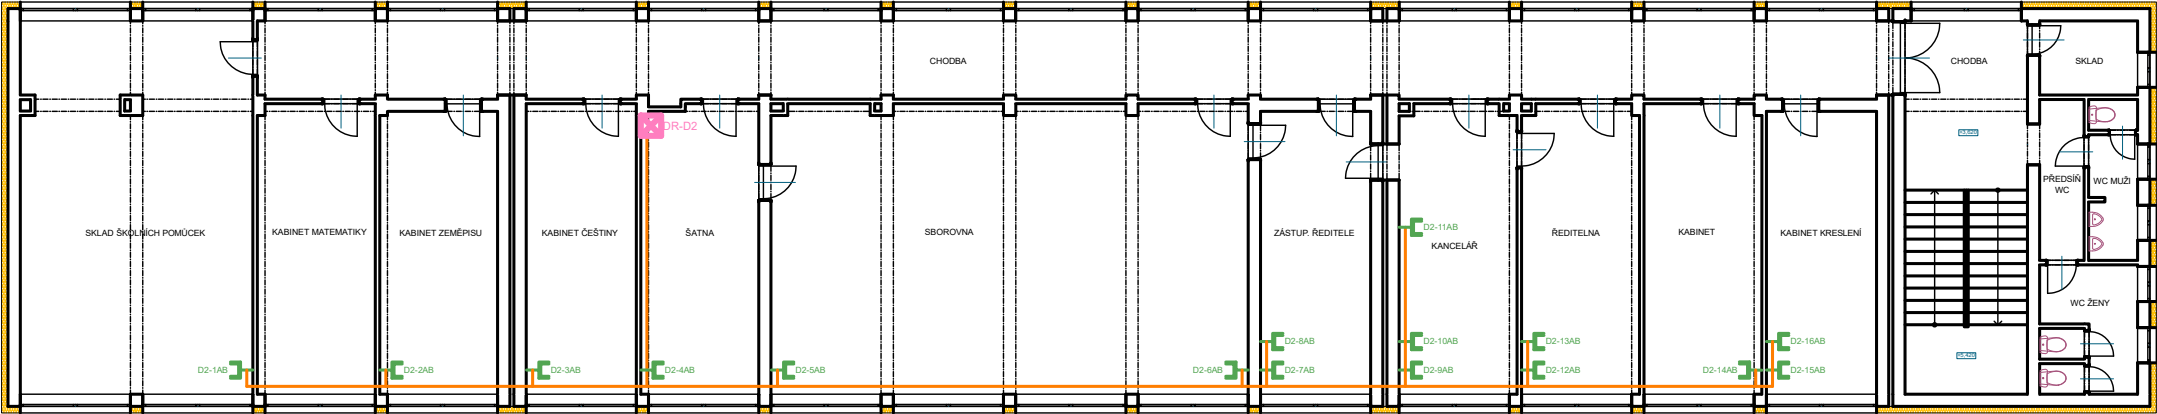 CHODBA
CHODBA
SKLAD
DR-D2
PŘEDSÍŇ
WC
WC MUŽI
SKLAD ŠKOLNÍCH POMŮCEK
KABINET MATEMATIKY
KABINET ZEMĚPISU
KABINET ČEŠTINY
ŠATNA
SBOROVNA
ZÁSTUP. ŘEDITELE
D2-11AB
KANCELÁŘ
ŘEDITELNA
KABINET
KABINET KRESLENÍ
WC ŽENY
D2-8AB
D2-10AB
D2-13AB
D2-16AB
D2-1AB
D2-2AB
D2-3AB
D2-4AB
D2-5AB
D2-6AB
D2-7AB
D2-9AB
D2-12AB
D2-14AB
D2-15AB